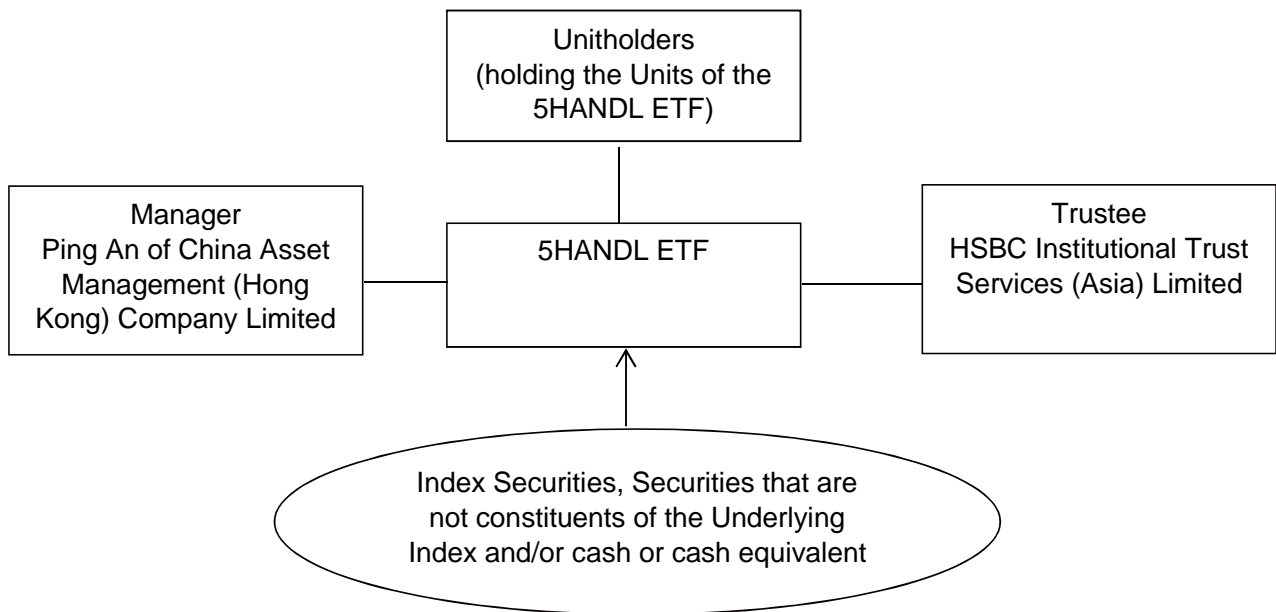 Unitholders
(holding the Units of the
5HANDL ETF)
Manager
Ping An of China Asset
Management (Hong
Kong) Company Limited
5HANDL ETF
Trustee
HSBC Institutional Trust
Services (Asia) Limited
Index Securities, Securities that are
not constituents of the Underlying
Index and/or cash or cash equivalent